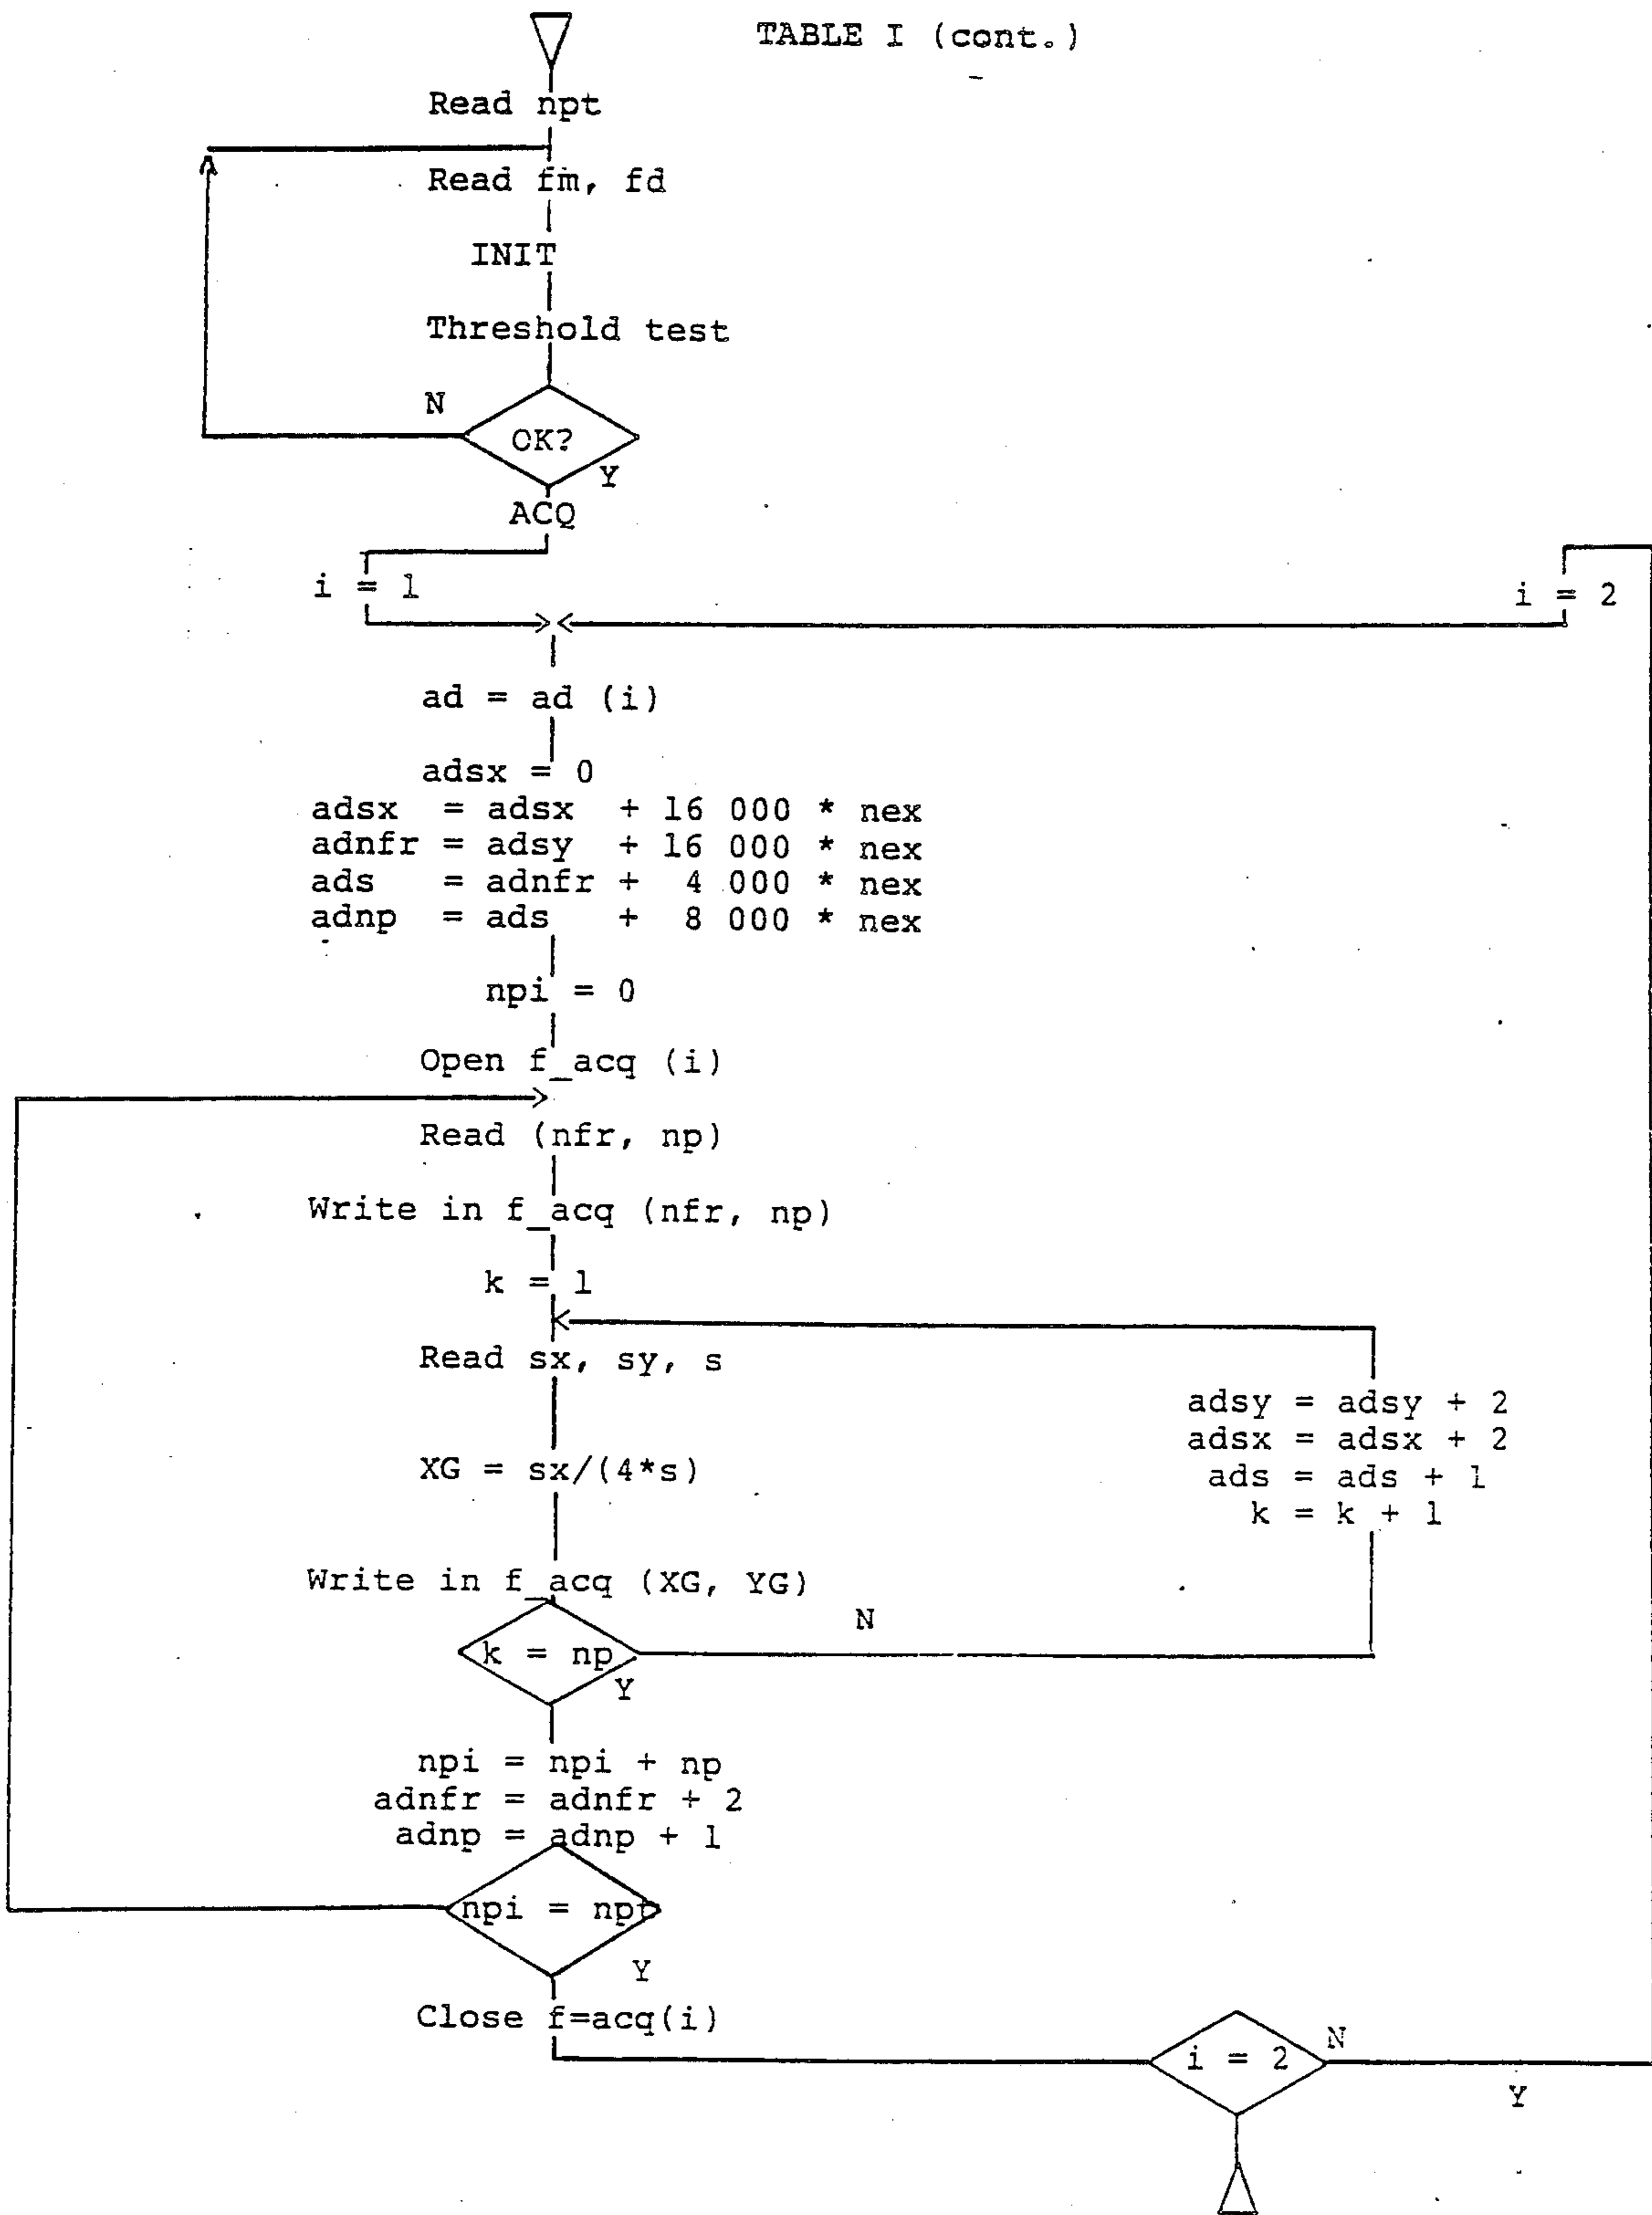 TABLE I (cont.)
Read npt
Read fm, fd
INIT
Threshold test
N
OK?
Y
ACQ
i = 1
i = 2
ad = ad (i)
adsx = 0
adsx = adsx + 16 000 * nex
adnfr = adsy + 16 000 * nex
ads = adnfr + 4 000 * nex
adnp = ads + 8 000 * nex
npi = 0
Open f_acq (i)
Read (nfr, np)
Write in f_acq (nfr, np)
k = 1
Read sx, sy, s
adsy = adsy + 2
adsx = adsx + 2
ads = ads + 1
k = k + 1
XG = sx/(4*s)
Write in f_acq (XG, YG)
N
k = np
Y
npi = npi + np
adnfr = adnfr + 2
adnp = adnp + 1
npi = npt
Y
Close f=acq(i)
i = 2
N
Y